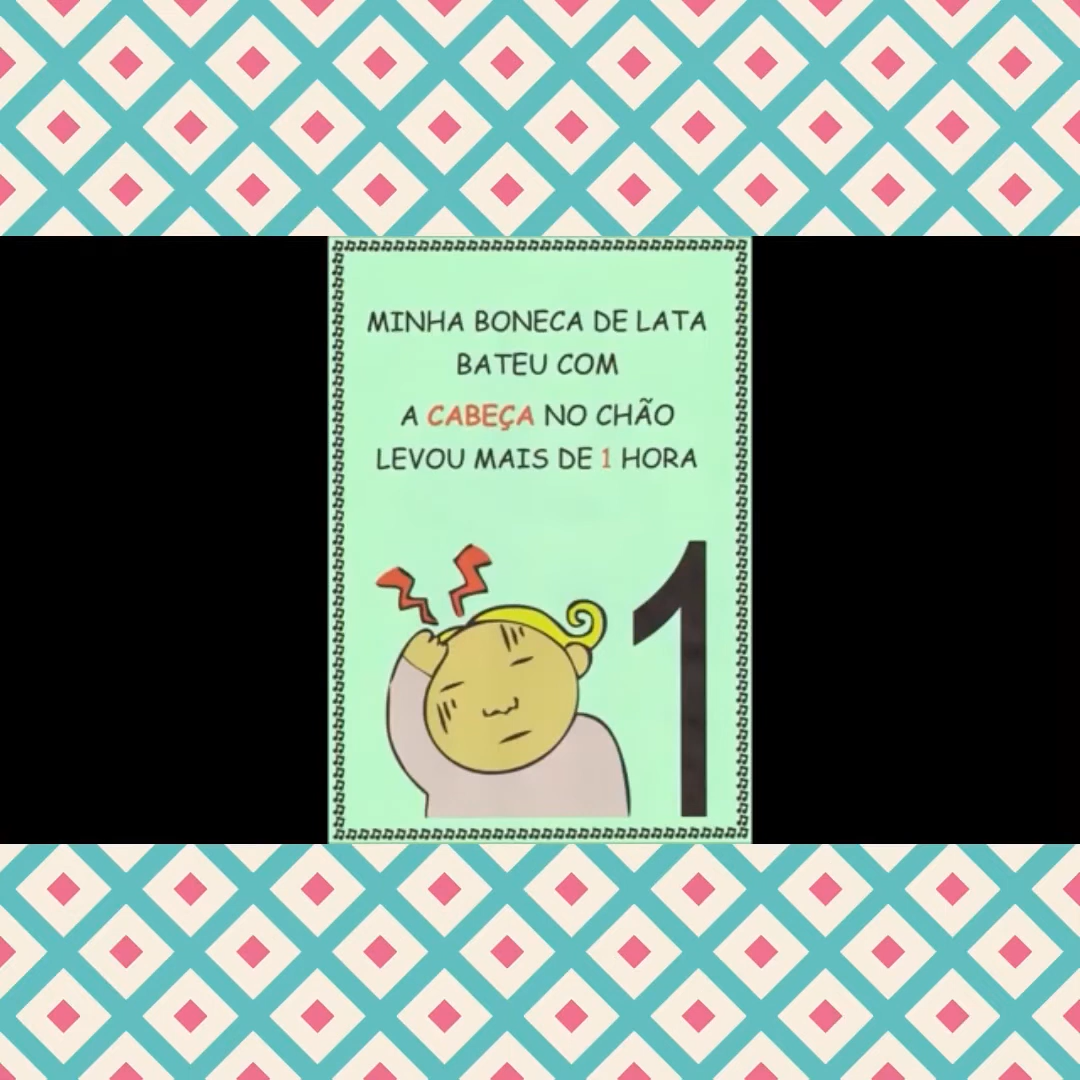 MINHA BONECA DE LATA
BATEU COM
A CABEÇA NO CHÃO
LEVOU MAIS DE 1 HORA
1